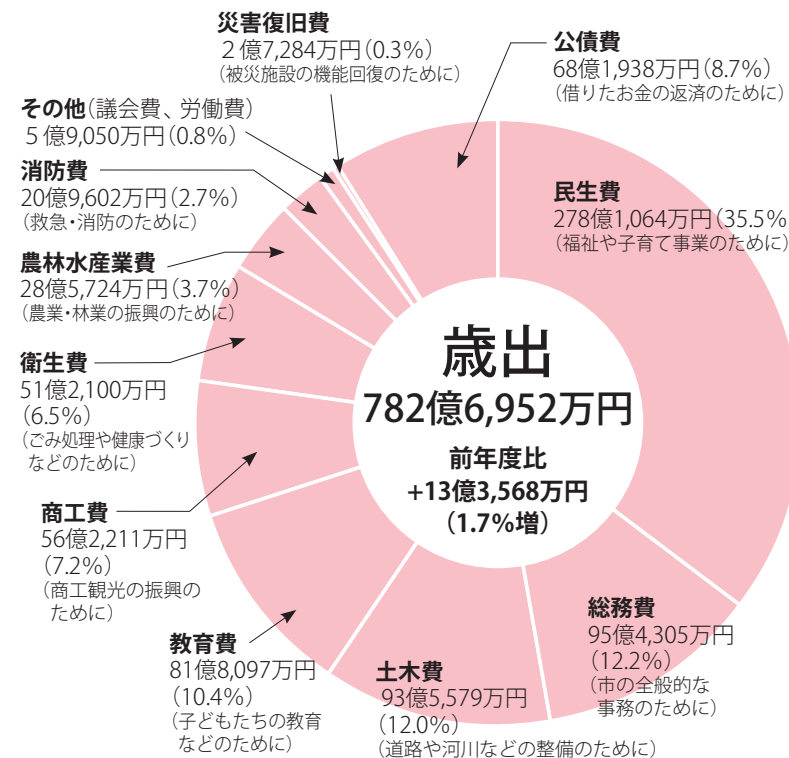 災害復旧費
2億7,284万円(0.3%)
(被災施設の機能回復のために)
公債費
68億1,938万円(8.7%)
(借りたお金の返済のために)
その他(議会費、労働費)
5億9,050万円(0.8%)
消防費
20億9,602万円(2.7%)
(救急・消防のために)
農林水産業費
28億5,724万円(3.7%)
(農業・林業の振興のために)
衛生費
51億2,100万円
(6.5%)
(ごみ処理や健康づくり
などのために)
商工費
56億2,211万円
(7.2%)
(商工観光の振興の
ために)
教育費
81億8,097万円
(10.4%)
(子どもたちの教育
などのために)
土木費
93億5,579万円
(12.0%)
(道路や河川などの整備のために)
総務費
95億4,305万円
(12.2%)
(市の全般的な
事務のために)
民生費
278億1,064万円(35.5%
(福祉や子育て事業のために)
歳出
782億6,952万円
前年度比
+13億3,568万円
(1.7%増)